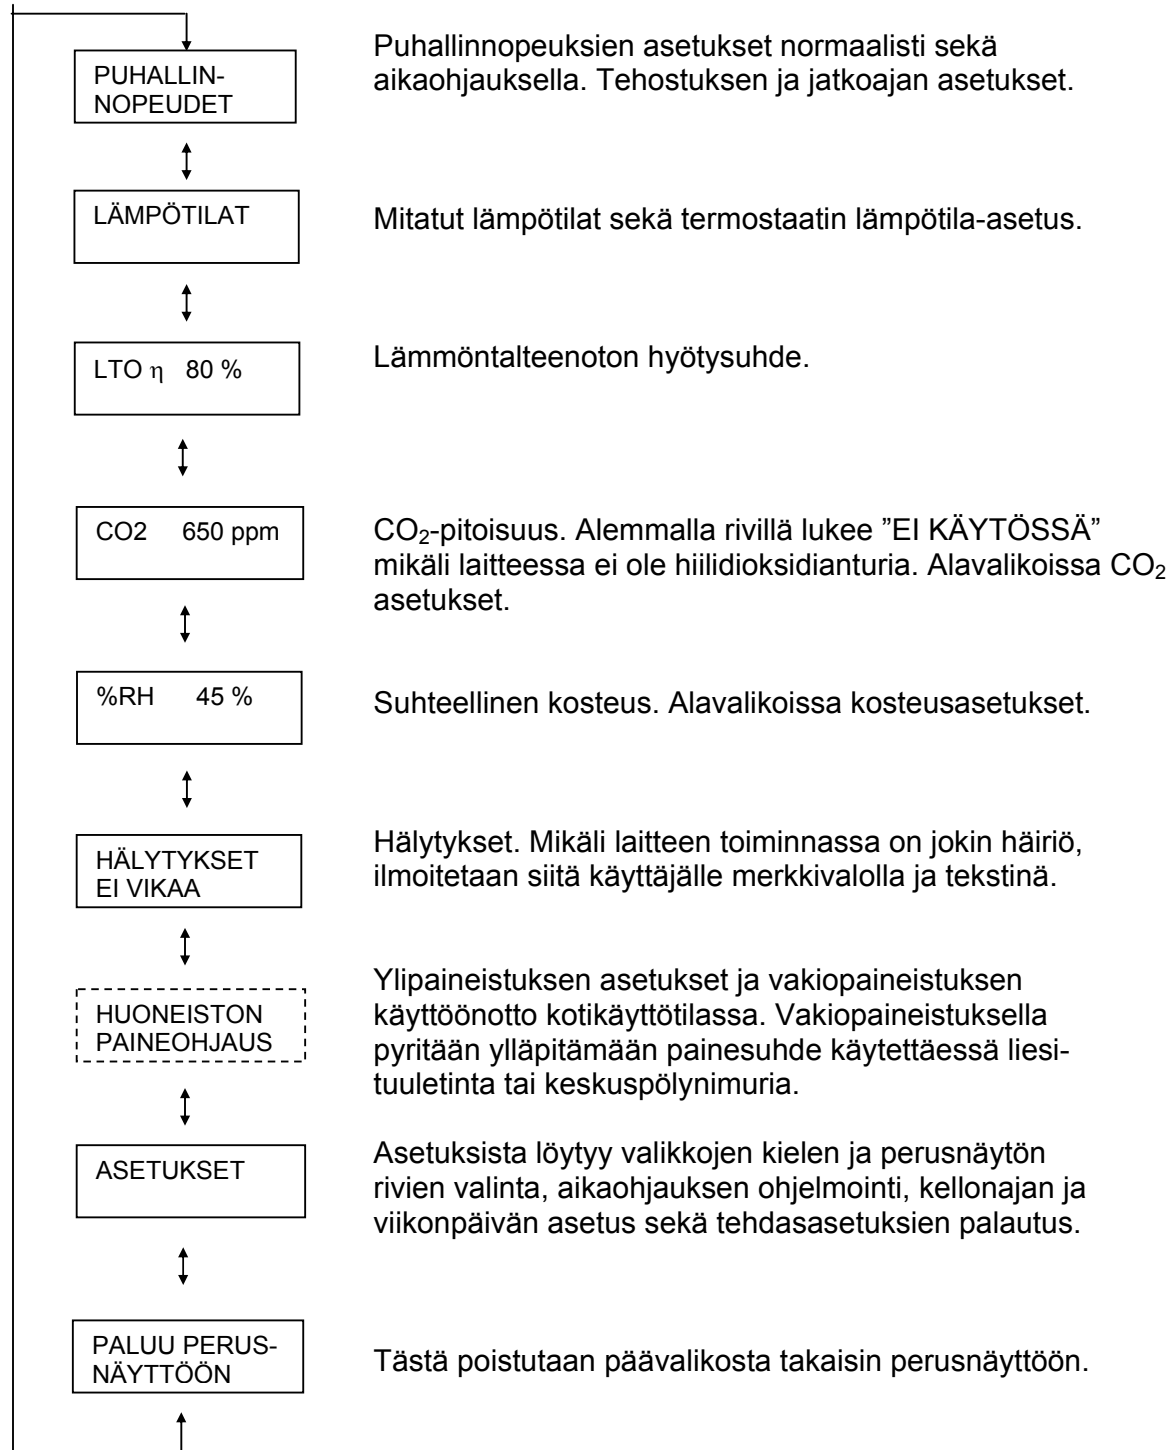 PUHALLIN-
NOPEUDET
Puhallinnopeuksien asetukset normaalisti sekä
aikaohjauksella. Tehostuksen ja jatkoajan asetukset.
LÄMPÖTILAT
Mitatut lämpötilat sekä termostaatin lämpötila-asetus.
LTO η 80 %
Lämmöntalteenoton hyötysuhde.
CO2 650 ppm
CO₂-pitoisuus. Alemmalla rivillä lukee ”EI KÄYTÖSSÄ”
mikäli laitteessa ei ole hiilidioksidianturia. Alavalikoissa CO₂
asetukset.
%RH 45 %
Suhteellinen kosteus. Alavalikoissa kosteusasetukset.
HÄLYTYKSET
EI VIKAA
Hälytykset. Mikäli laitteen toiminnassa on jokin häiriö,
ilmoitetaan siitä käyttäjälle merkkivalolla ja tekstinä.
HUONEISTON
PAINEOHJAUS
Ylipaineistuksen asetukset ja vakiopaineistuksen
käyttöönotto kotikäyttötilassa. Vakiopaineistuksella
pyritään ylläpitämään painesuhde käytettäessä liesi-
tuuletinta tai keskuspölynimuria.
ASETUKSET
Asetuksista löytyy valikkojen kielen ja perusnäytön
rivien valinta, aikaohjauksen ohjelmointi, kellonajan ja
viikonpäivän asetus sekä tehdasasetuksien palautus.
PALUU PERUS-
NÄYTTÖÖN
Tästä poistutaan päävalikosta takaisin perusnäyttöön.